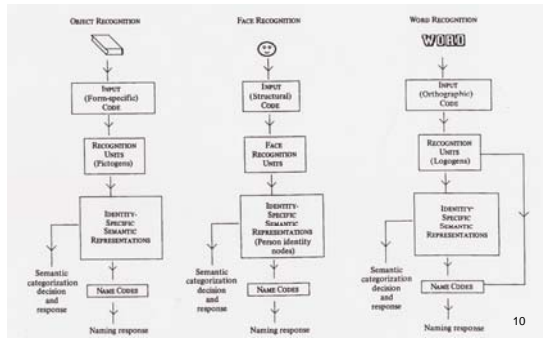 OBJECT RECOGNITION
INPUT
(Form-specific)
CODE
RECOGNITION
UNITS
(Pictogens)
IDENTITY-
SPECIFIC
SEMANTIC
REPRESENTATIONS
Semantic
categorization
decision
and
response
NAME CODES
Naming response
FACE RECOGNITION
INPUT
(Structural)
CODE
FACE
RECOGNITION
UNITS
IDENTITY-
SPECIFIC
SEMANTIC
REPRESENTATIONS
(Person identity
nodes)
Semantic
categorization
decision
and
response
NAME CODES
Naming response
WORD RECOGNITION
WORD
INPUT
(Orthographic)
CODE
RECOGNITION
UNITS
(Logogens)
IDENTITY-
SPECIFIC
SEMANTIC
REPRESENTATIONS
Semantic
categorization
decision
and
response
NAME CODES
Naming response
10